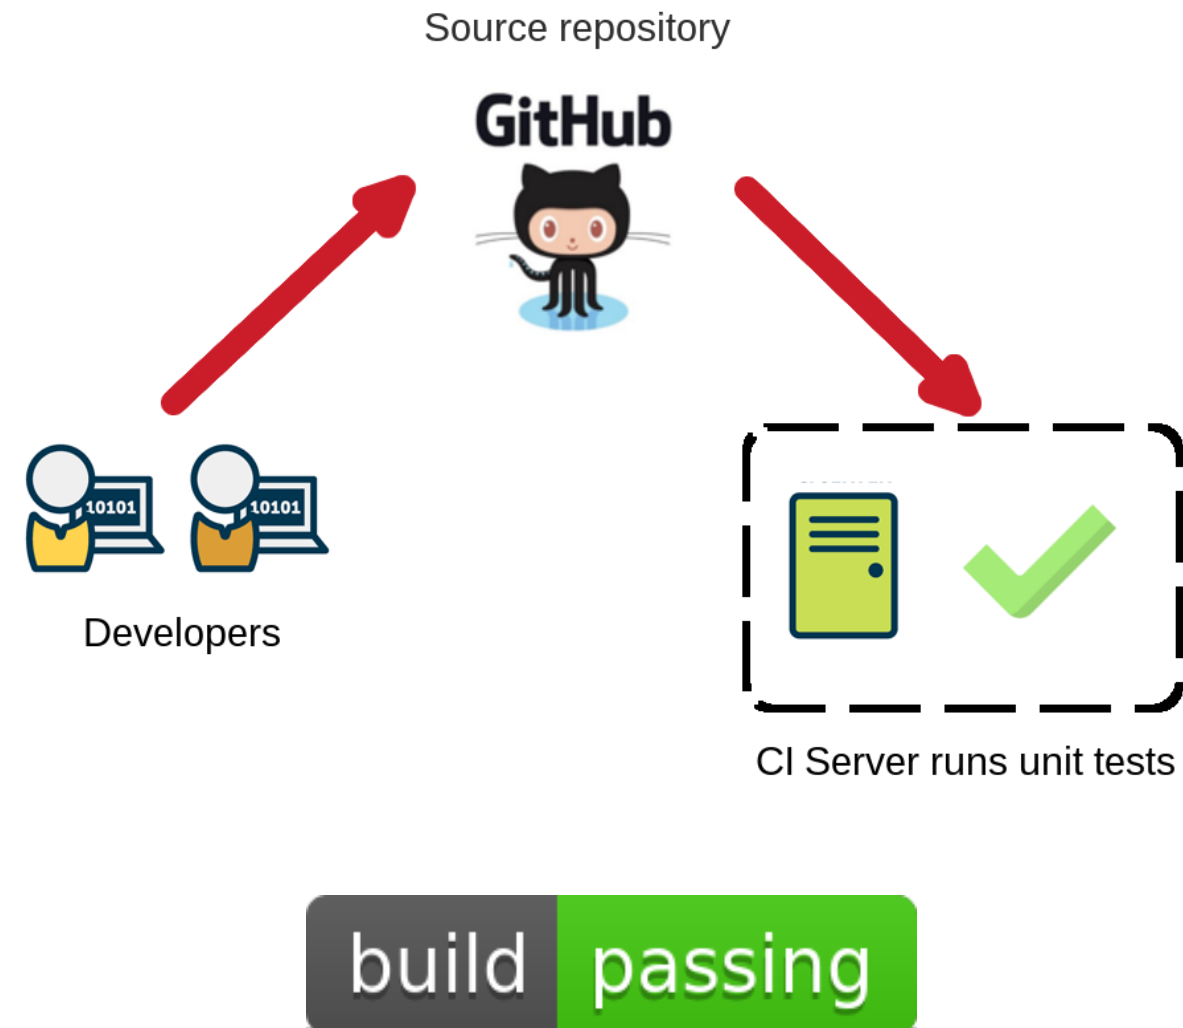 Source repository
GitHub
10101
10101
Developers
CI Server runs unit tests
build passing